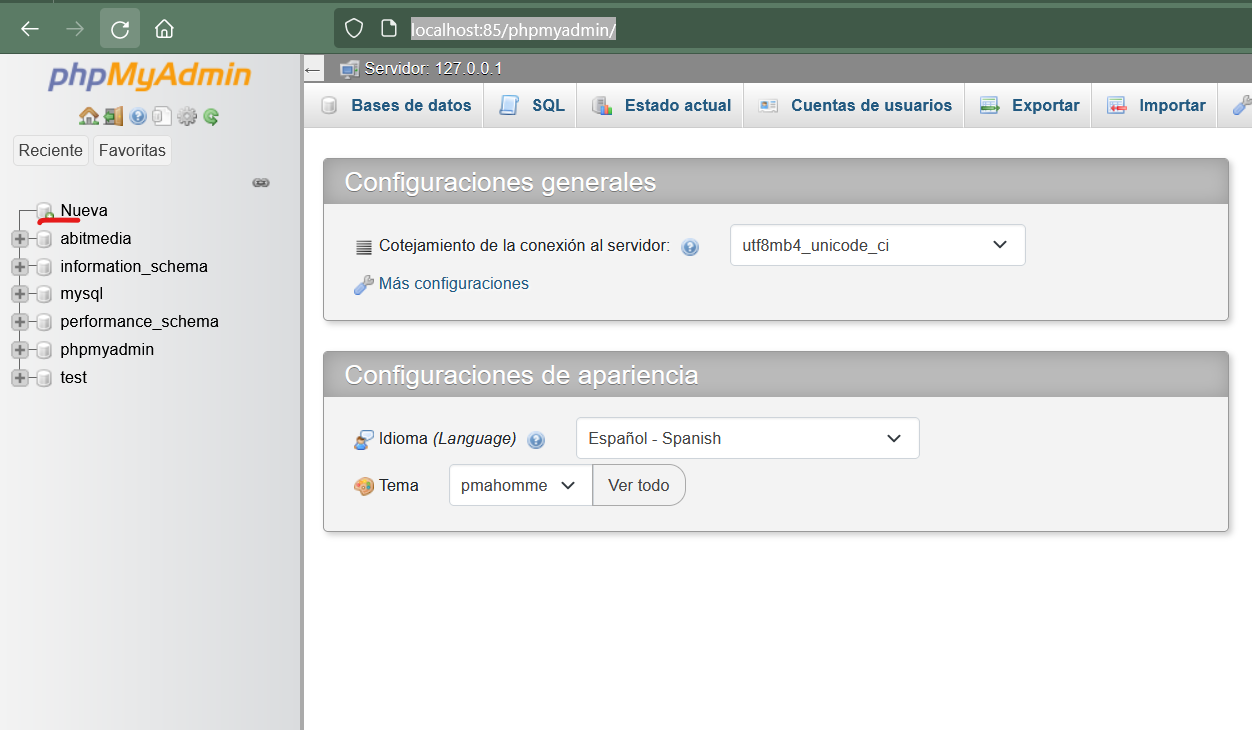 localhost:85/phpmyadmin/
phpMyAdmin
Reciente Favoritas
Nueva
abitmedia
information_schema
mysql
performance_schema
phpmyadmin
test
Servidor: 127.0.0.1
Bases de datos SQL Estado actual Cuentas de usuarios Exportar Importar
Configuraciones generales
Cotejamiento de la conexión al servidor: utf8mb4_unicode_ci
Más configuraciones
Configuraciones de apariencia
Idioma (Language) Español - Spanish
Tema pmahomme Ver todo